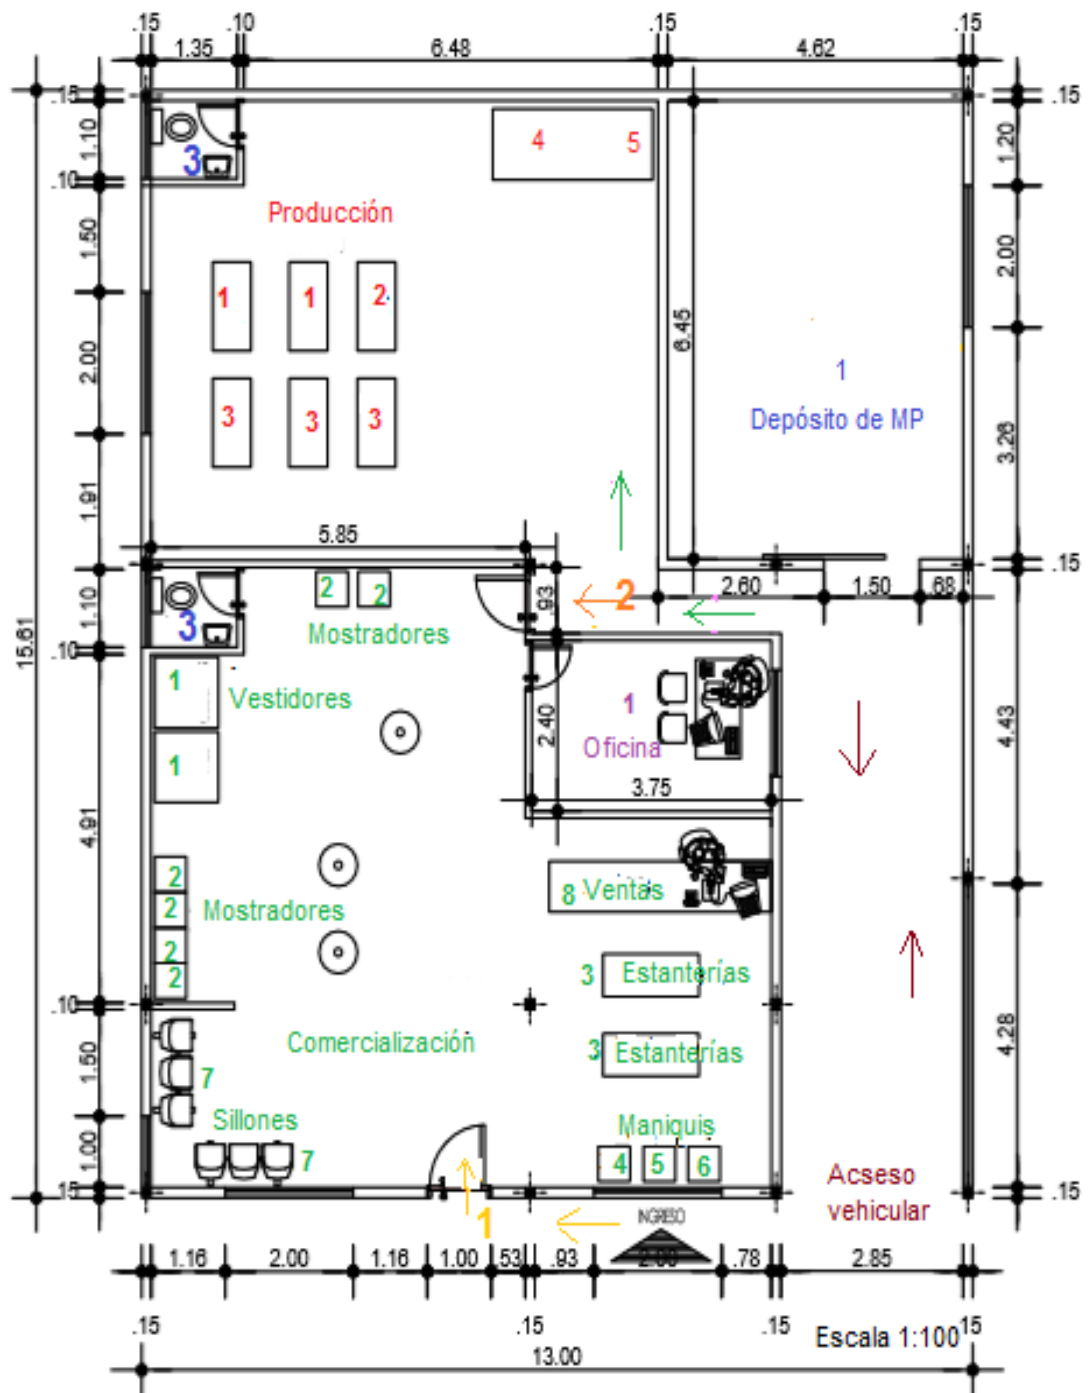 .15 .10 .15 .15
1.35 6.48 4.62
.15 .15
1.10 3 4 5 1.20
.10
Producción
1.50 2.00
1 1 2
2.00 6.45
1
3 3 3 Depósito de MP
3.26
1.91
5.85
.15
2.60 1.50 .68
1.10 2 2 .93 2
3 Mostradores
15.61
.10
1 Vestidores 1
2.40 Oficina 4.43
1
3.75
4.91
2 8 Ventas
2 Mostradores
2
2 3 Estanterías
.10
Comercialización 3 Estanterías 4.28
1.50
7
Sillones Maniquis
1.00 7 4 5 6
Acseso
vehicular
.15 .15
1 INGRESO
1.16 2.00 1.16 1.00 .53 .93 2.00 .78 2.85
.15 .15 .15 Escala 1:100 15
13.00